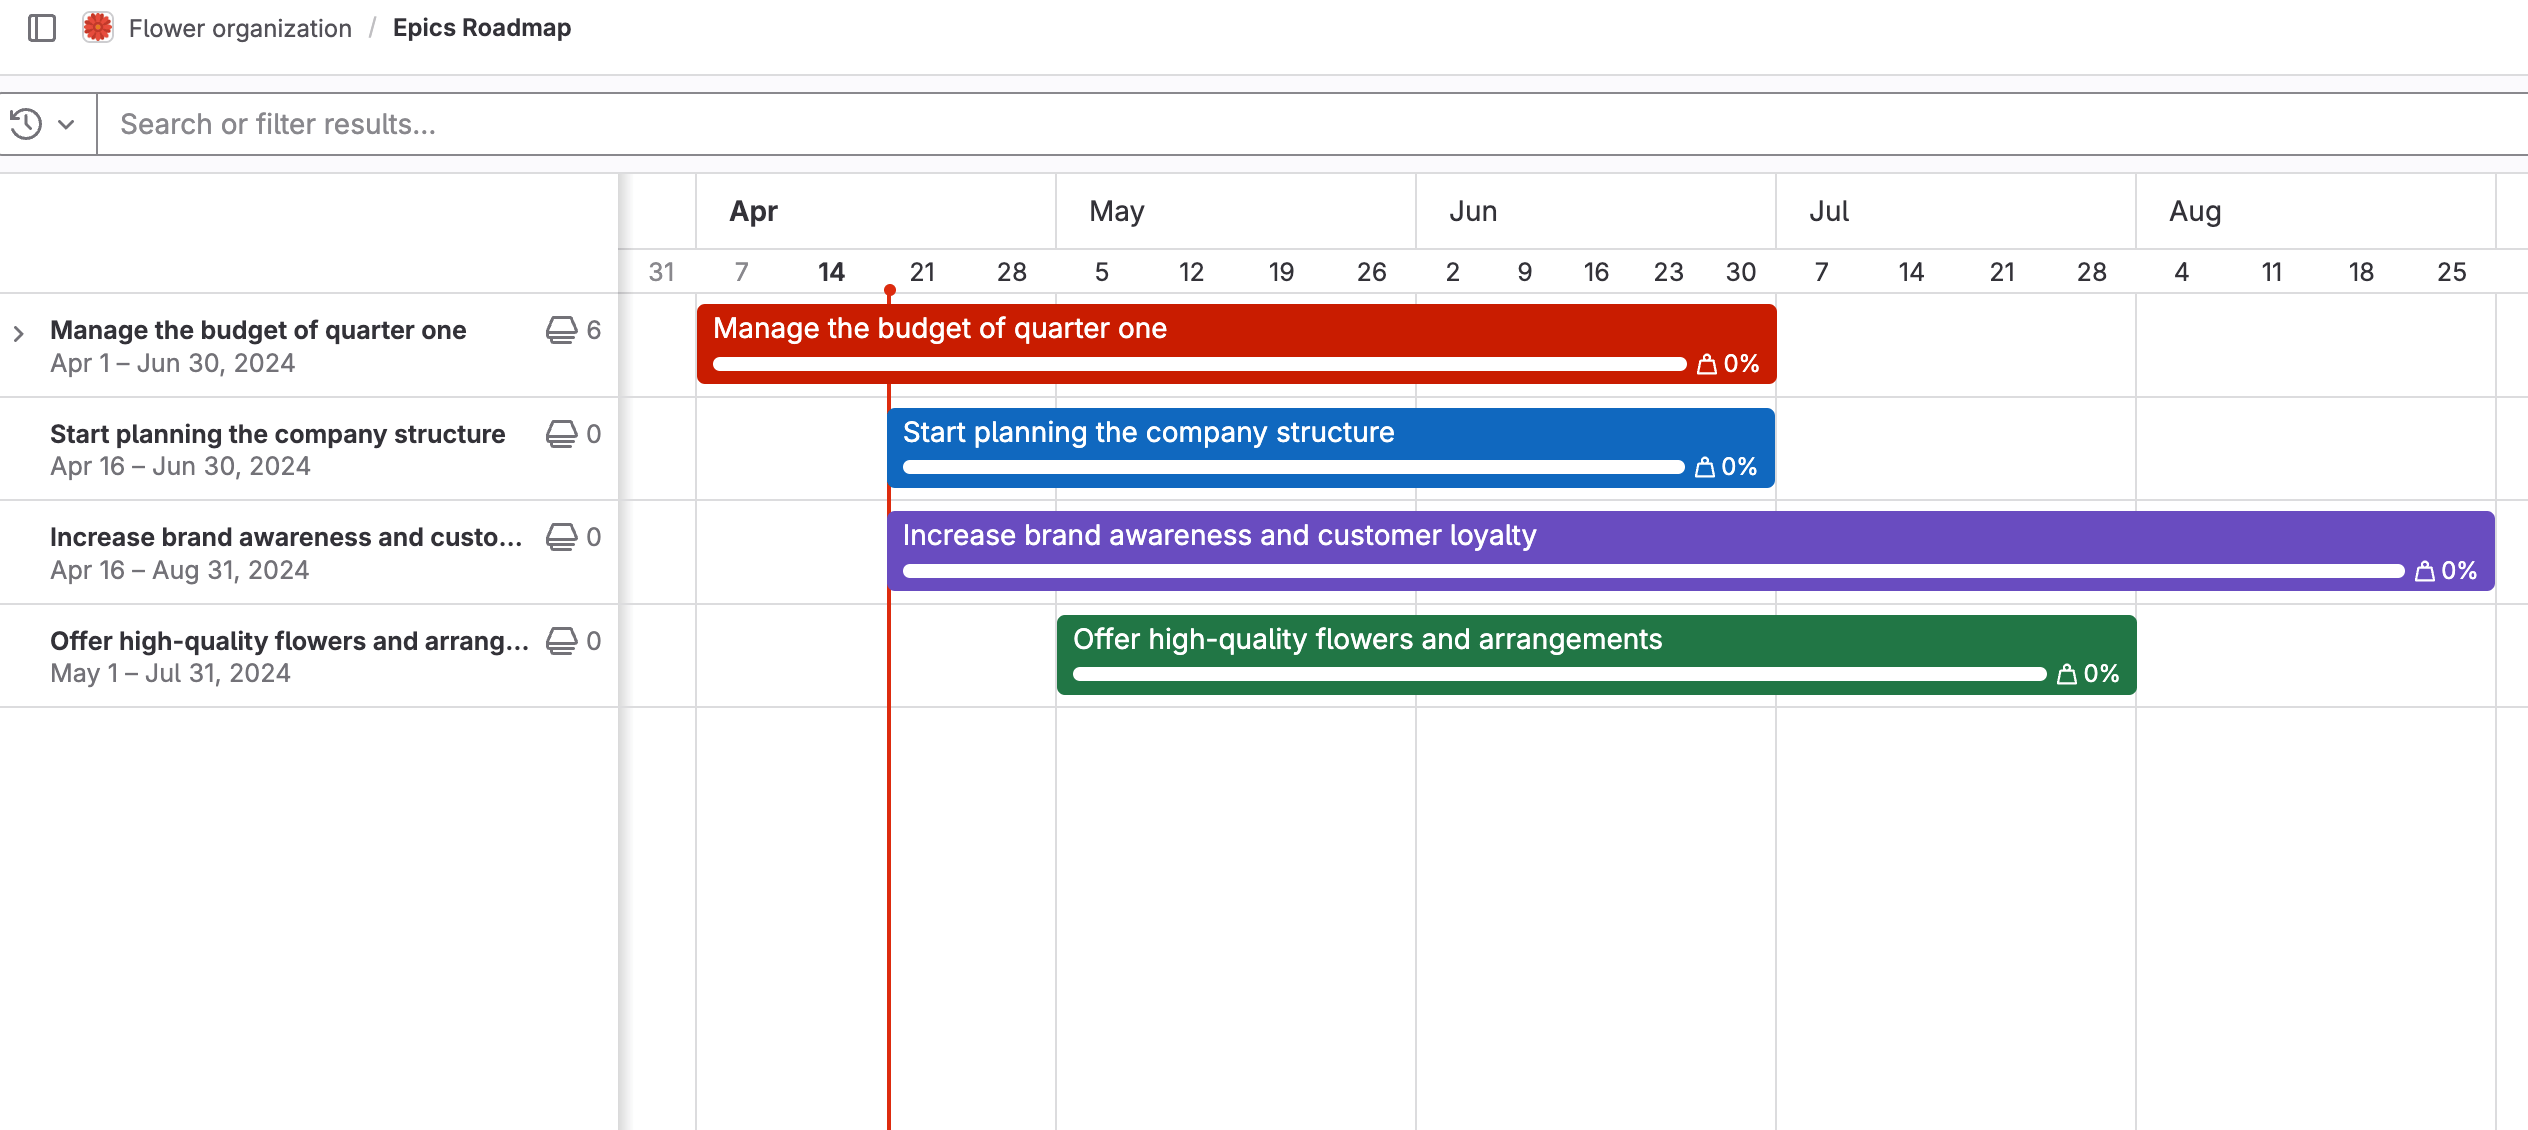 Flower organization / Epics Roadmap
Search or filter results...
Apr May Jun Jul Aug
31 7 14 21 28 5 12 19 26 2 9 16 23 30 7 14 21 28 4 11 18 25
Manage the budget of quarter one 6
Apr 1 – Jun 30, 2024
Manage the budget of quarter one
0%
Start planning the company structure 0
Apr 16 – Jun 30, 2024
Start planning the company structure
0%
Increase brand awareness and custo... 0
Apr 16 – Aug 31, 2024
Increase brand awareness and customer loyalty
0%
Offer high-quality flowers and arrang... 0
May 1 – Jul 31, 2024
Offer high-quality flowers and arrangements
0%